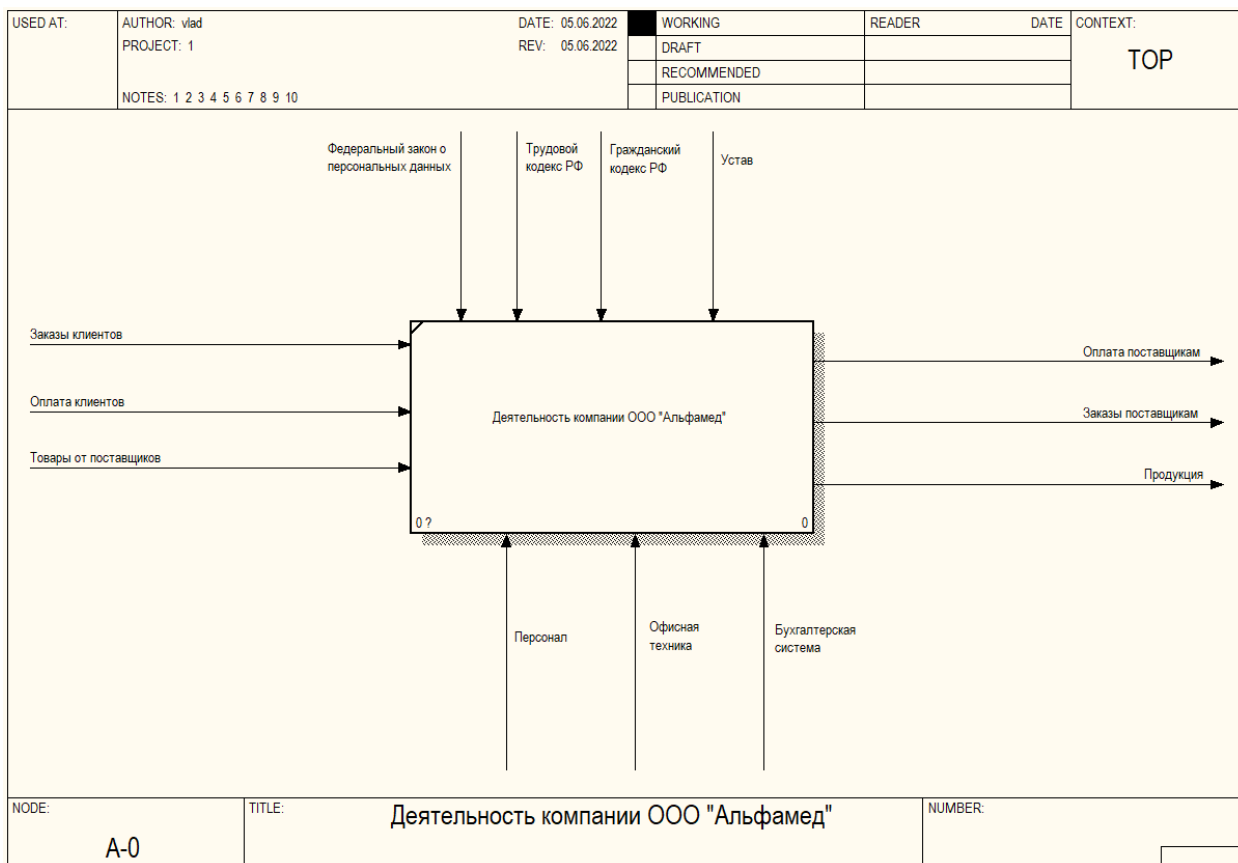 USED AT:
AUTHOR: vlad
DATE: 05.06.2022
PROJECT: 1
REV: 05.06.2022
NOTES: 1 2 3 4 5 6 7 8 9 10
WORKING
DRAFT
RECOMMENDED
PUBLICATION
READER
DATE
CONTEXT:
TOP
Федеральный закон о
персональных данных
Трудовой
кодекс РФ
Гражданский
кодекс РФ
Устав
Заказы клиентов
Оплата клиентов
Товары от поставщиков
Деятельность компании ООО "Альфамед"
0 ?
0
Оплата поставщикам
Заказы поставщикам
Продукция
Персонал
Офисная
техника
Бухгалтерская
система
NODE:
A-0
TITLE:
Деятельность компании ООО "Альфамед"
NUMBER: